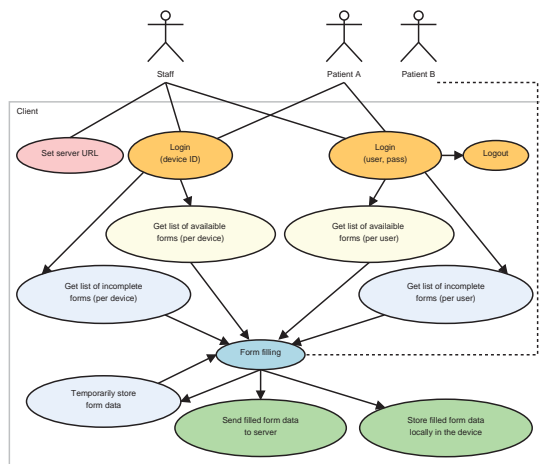 Staff
Patient A
Patient B
Client
Set server URL
Login
(device ID)
Login
(user, pass)
Logout
Get list of availaible
forms (per device)
Get list of availaible
forms (per user)
Get list of incomplete
forms (per device)
Get list of incomplete
forms (per user)
Form filling
Temporarily store
form data
Send filled form data
to server
Store filled form data
locally in the device